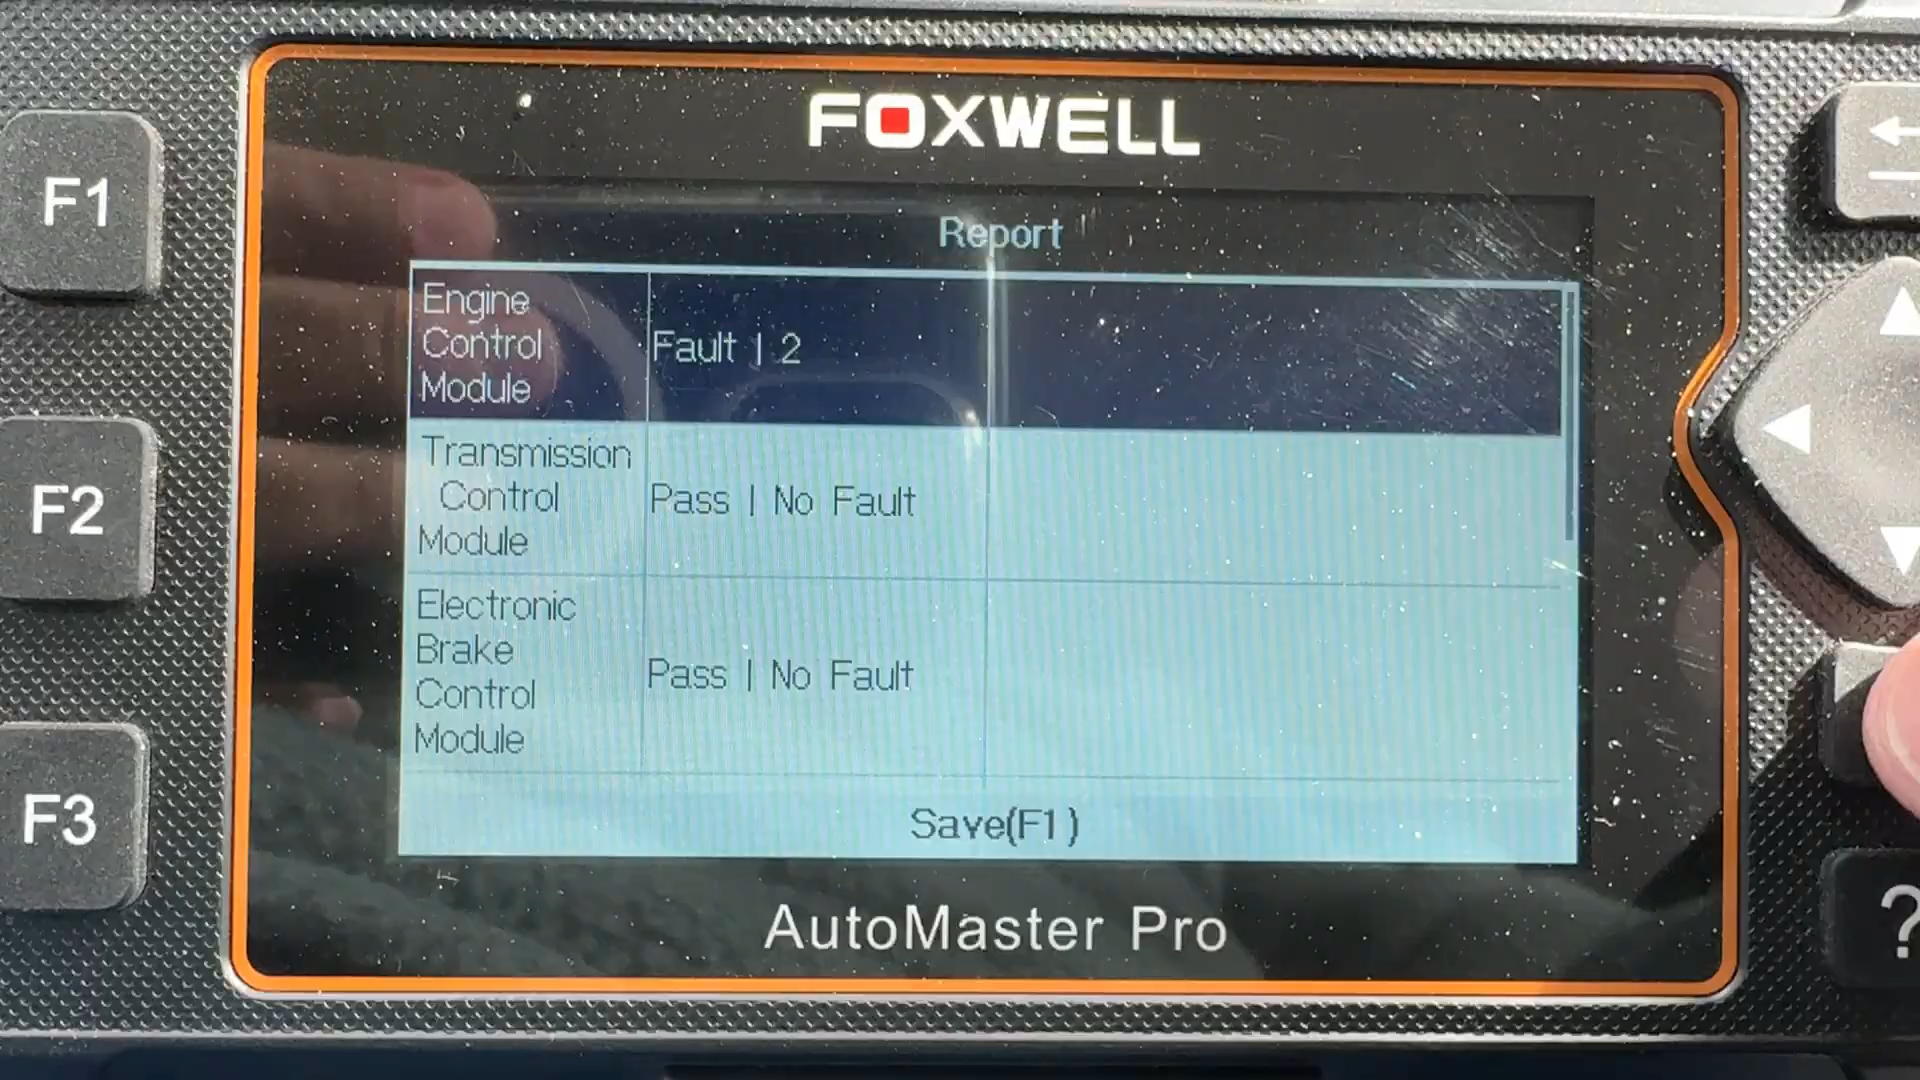 FOXWELL
Report
Engine
Control
Module
Fault | 2
Transmission
Control
Module
Pass | No Fault
Electronic
Brake
Control
Module
Pass | No Fault
Save(F1)
AutoMaster Pro
F1
F2
F3
?